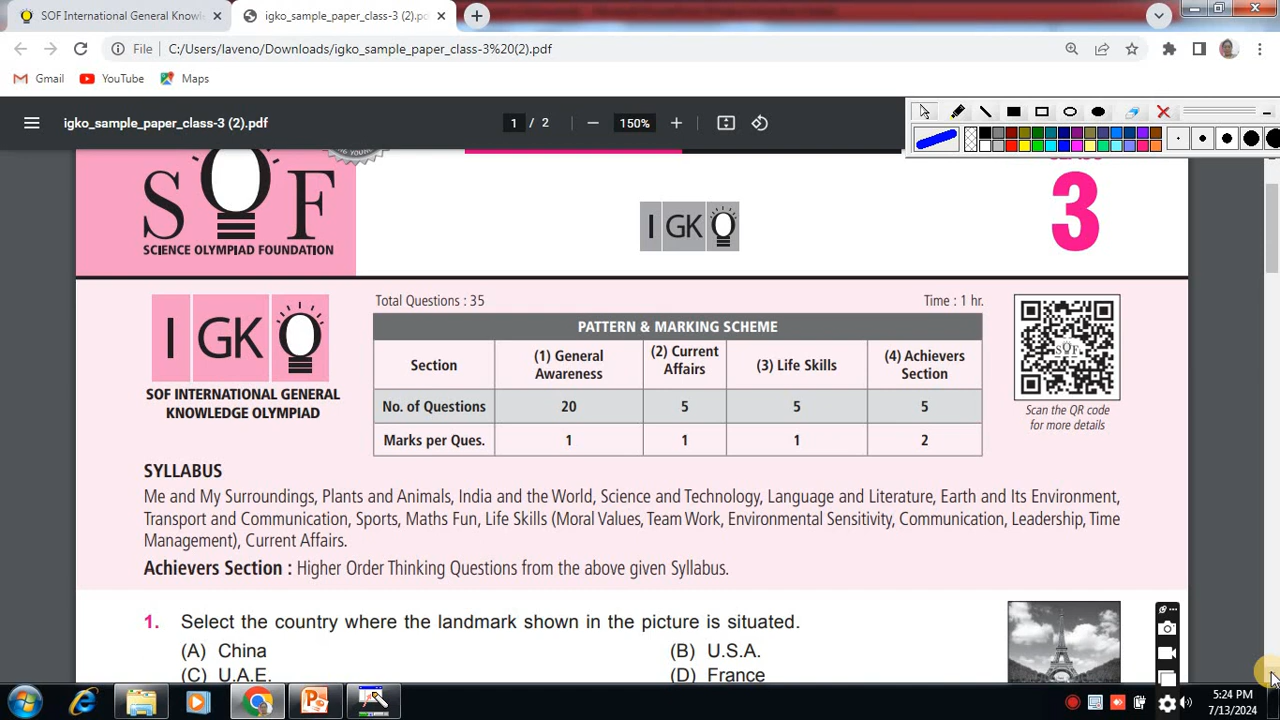 SOF International General Knowl
igko_sample_paper_class-3 (2).pd
File
C:/Users/laveno/Downloads/igko_sample_paper_class-3%20(2).pdf
Gmail
YouTube
Maps
igko_sample_paper_class-3 (2).pdf
1 / 2
150%
SOF
SCIENCE OLYMPIAD FOUNDATION
I GK
3
I GK
SOF INTERNATIONAL GENERAL
KNOWLEDGE OLYMPIAD
Total Questions : 35
Time : 1 hr.
PATTERN & MARKING SCHEME
Section (1) General Awareness (2) Current Affairs (3) Life Skills (4) Achievers Section
No. of Questions 20 5 5 5
Marks per Ques. 1 1 1 2
SOF
Scan the QR code
for more details
SYLLABUS
Me and My Surroundings, Plants and Animals, India and the World, Science and Technology, Language and Literature, Earth and Its Environment,
Transport and Communication, Sports, Maths Fun, Life Skills (Moral Values, Team Work, Environmental Sensitivity, Communication, Leadership, Time
Management), Current Affairs.
Achievers Section : Higher Order Thinking Questions from the above given Syllabus.
1. Select the country where the landmark shown in the picture is situated.
(A) China (B) U.S.A.
(C) U.A.E. (D) France
5:24 PM
7/13/2024